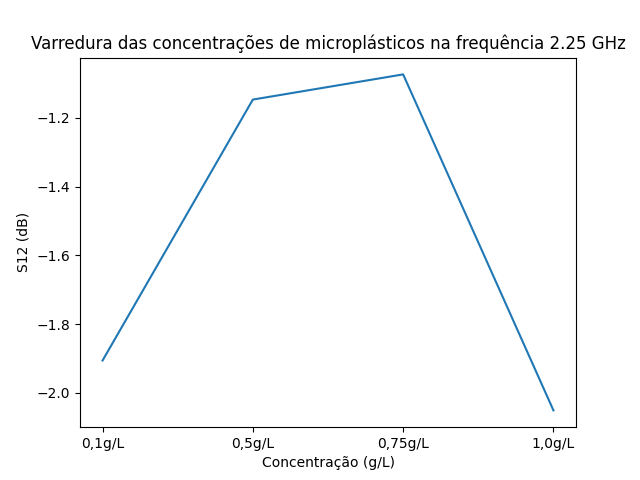 Varredura das concentrações de microplásticos na frequência 2.25 GHz
S12 (dB)
−1.2
−1.4
−1.6
−1.8
−2.0
0,1g/L 0,5g/L 0,75g/L 1,0g/L
Concentração (g/L)